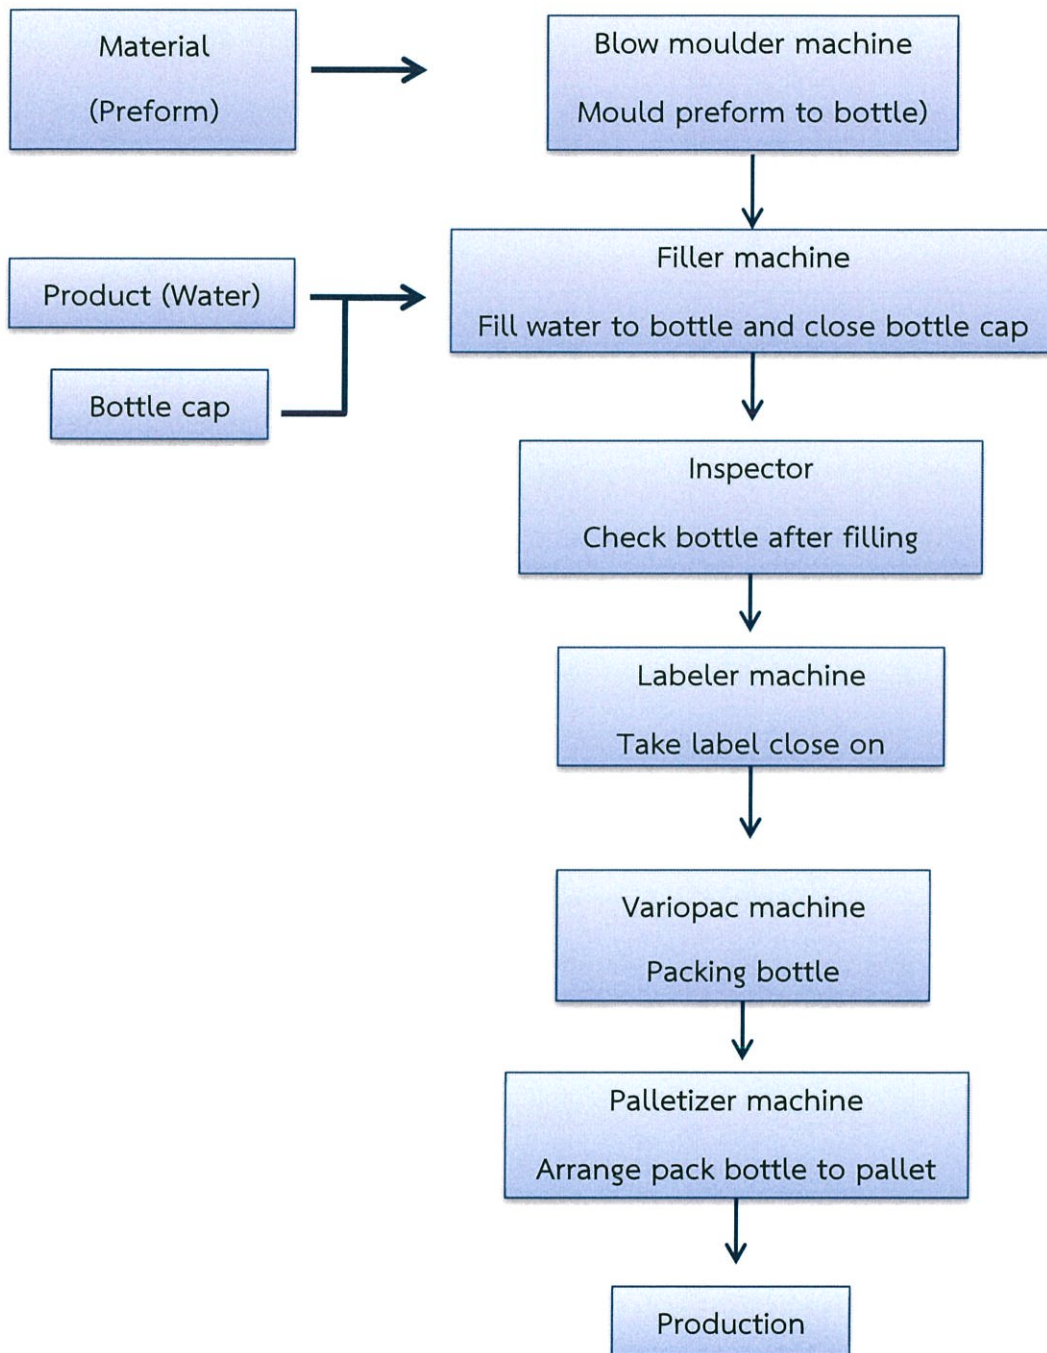 Material
(Preform)
Blow moulder machine
Mould preform to bottle)
Product (Water)
Bottle cap
Filler machine
Fill water to bottle and close bottle cap
Inspector
Check bottle after filling
Labeler machine
Take label close on
Variopac machine
Packing bottle
Palletizer machine
Arrange pack bottle to pallet
Production